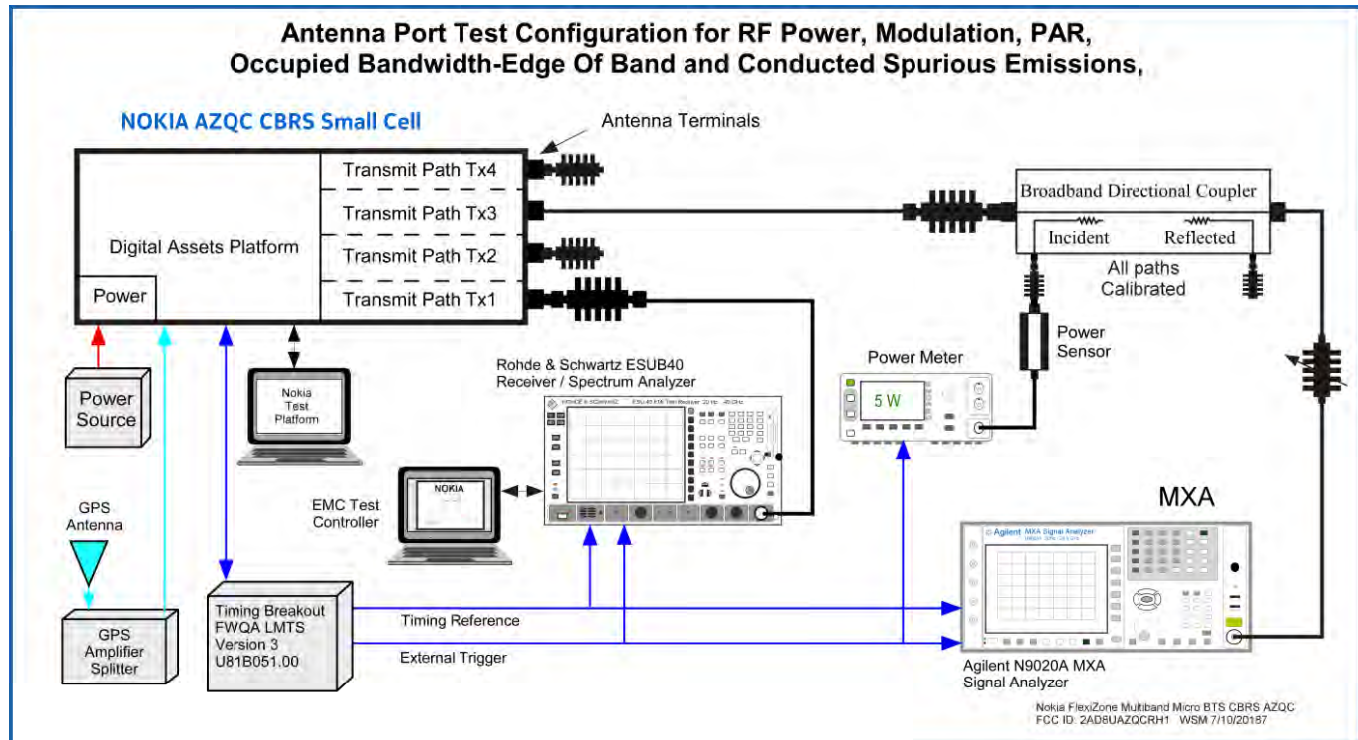 Antenna Port Test Configuration for RF Power, Modulation, PAR,
Occupied Bandwidth-Edge Of Band and Conducted Spurious Emissions,
NOKIA AZQC CBRS Small Cell
Antenna Terminals
Transmit Path Tx4
Transmit Path Tx3
Transmit Path Tx2
Transmit Path Tx1
Digital Assets Platform
Power
Broadband Directional Coupler
Incident
Reflected
All paths
Calibrated
Power
Sensor
Power Meter
5 W
Rohde & Schwartz ESUB40
Receiver / Spectrum Analyzer
Power
Source
Nokia
Test
Platform
NOKIA
EMC Test
Controller
GPS
Antenna
GPS
Amplifier
Splitter
Timing Breakout
FWQA LMTS
Version 3
U81B051.00
Timing Reference
External Trigger
MXA
Agilent MXA Signal Analyzer
Agilent N9020A MXA
Signal Analyzer
Nokia FlexiZone Multiband Micro BTS CBRS AZQC
FCC ID: 2AD8UAZQCRH1 WSM 7/10/20187